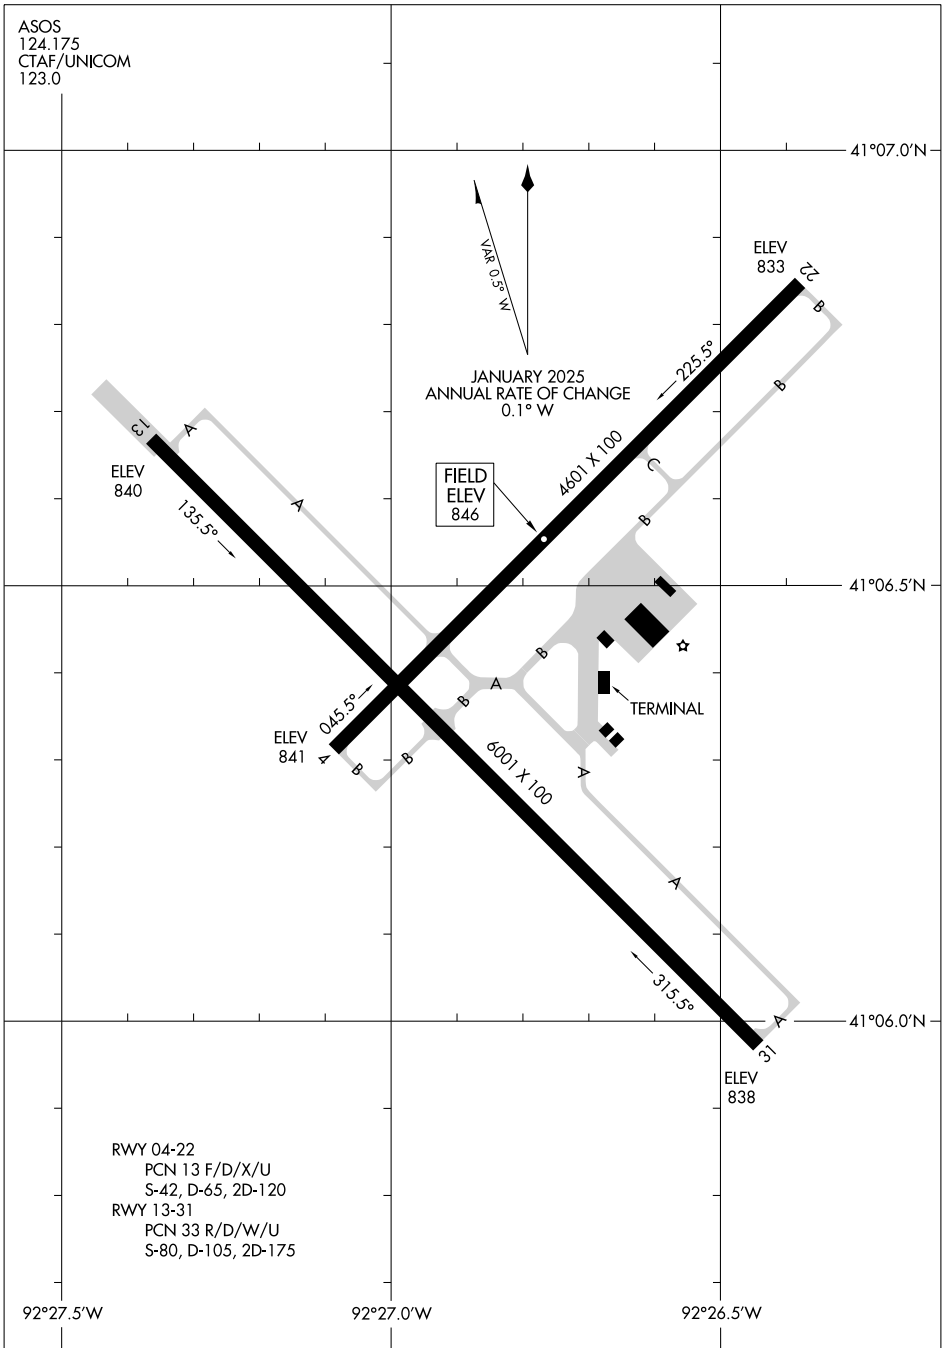 ASOS
124.175
CTAF/UNICOM
123.0
41°07.0'N
VAR 0.5° W
JANUARY 2025
ANNUAL RATE OF CHANGE
0.1° W
ELEV
833
22
B
B
225.5°
4601 X 100
C
B
FIELD
ELEV
846
13
A
A
ELEV
840
135.5°
41°06.5'N
B
A
B
TERMINAL
045.5°
ELEV
841
4
B
B
6001 X 100
A
A
315.5°
A
31
41°06.0'N
ELEV
838
RWY 04-22
PCN 13 F/D/X/U
S-42, D-65, 2D-120
RWY 13-31
PCN 33 R/D/W/U
S-80, D-105, 2D-175
92°27.5'W
92°27.0'W
92°26.5'W